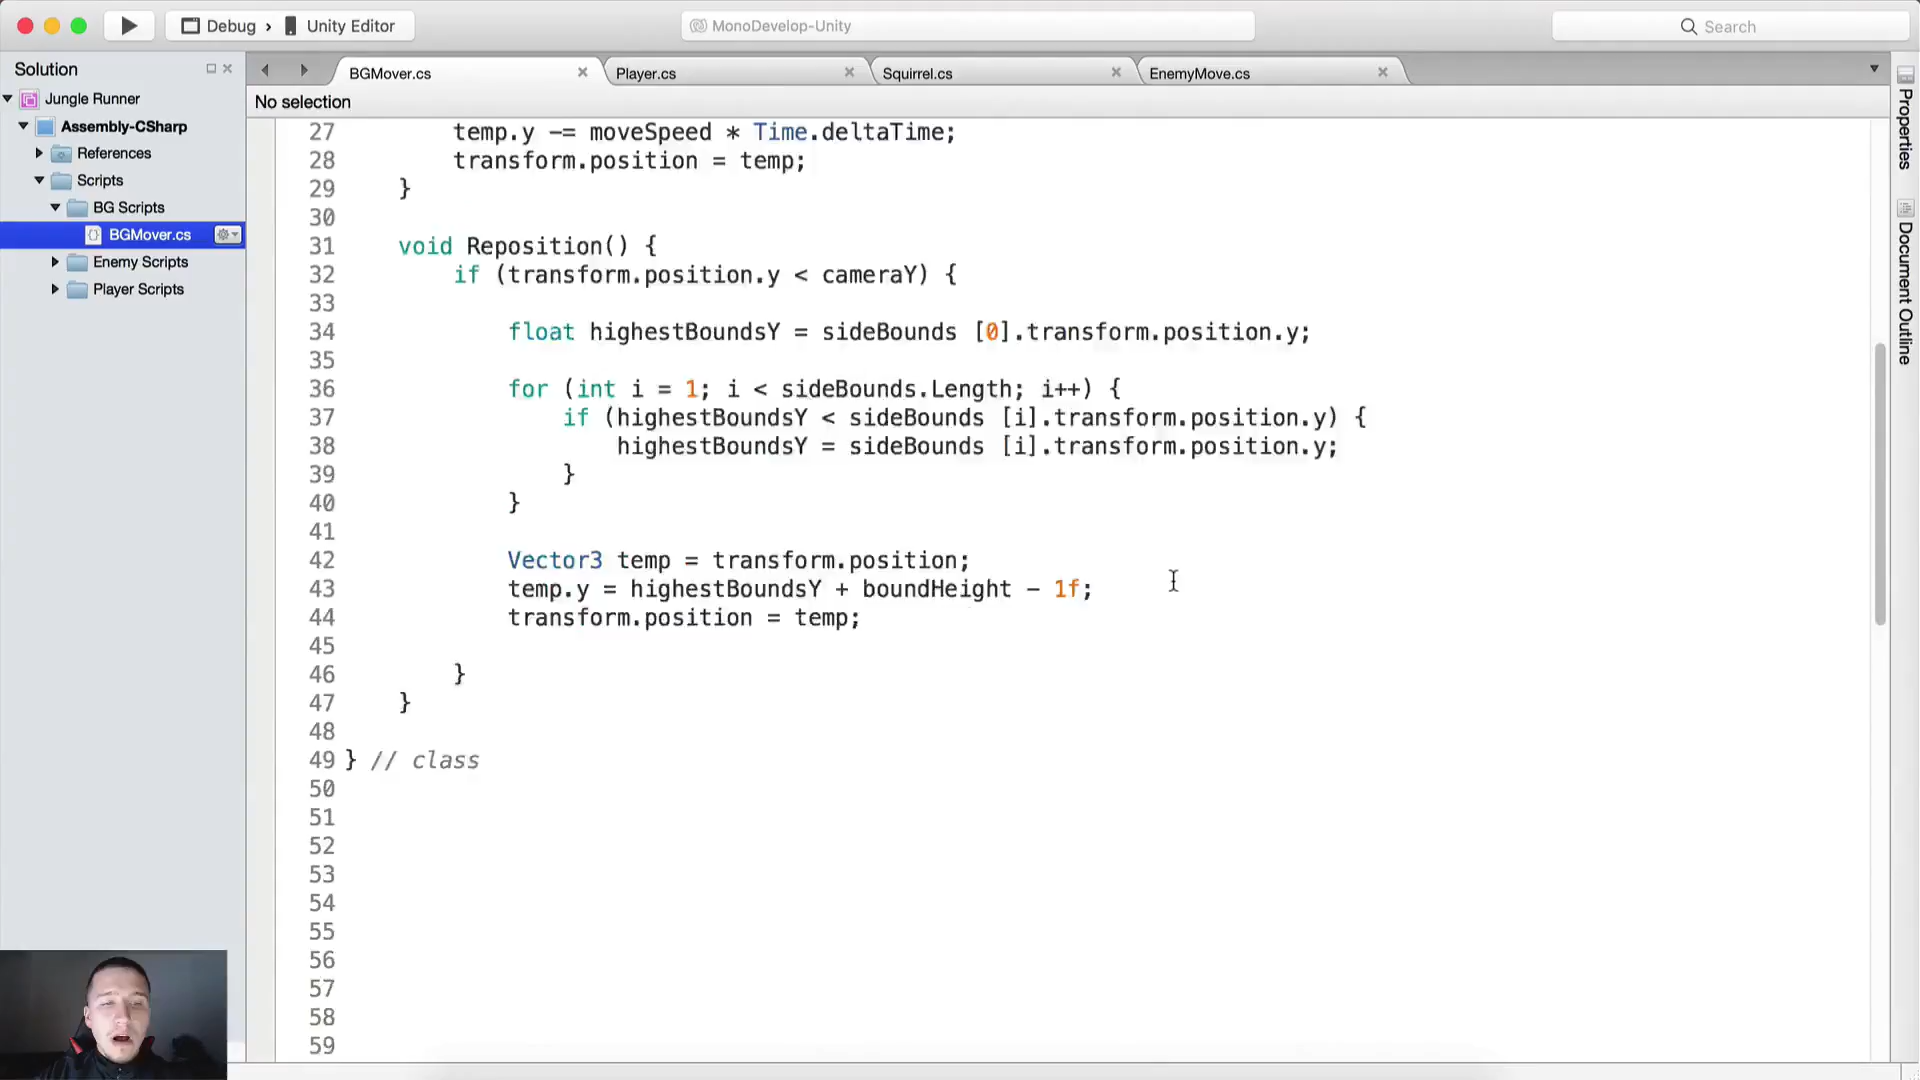 Debug › Unity Editor
MonoDevelop-Unity
Search
Solution
BGMover.cs
Player.cs
Squirrel.cs
EnemyMove.cs
No selection
Jungle Runner
Assembly-CSharp
References
Scripts
BG Scripts
BGMover.cs
Enemy Scripts
Player Scripts
27 temp.y -= moveSpeed * Time.deltaTime;
28 transform.position = temp;
29 }
30
31 void Reposition() {
32 if (transform.position.y < cameraY) {
33
34 float highestBoundsY = sideBounds [0].transform.position.y;
35
36 for (int i = 1; i < sideBounds.Length; i++) {
37 if (highestBoundsY < sideBounds [i].transform.position.y) {
38 highestBoundsY = sideBounds [i].transform.position.y;
39 }
40 }
41
42 Vector3 temp = transform.position;
43 temp.y = highestBoundsY + boundHeight - 1f;
44 transform.position = temp;
45
46 }
47 }
48
49 } // class
50
51
52
53
54
55
56
57
58
59
Properties
Document Outline